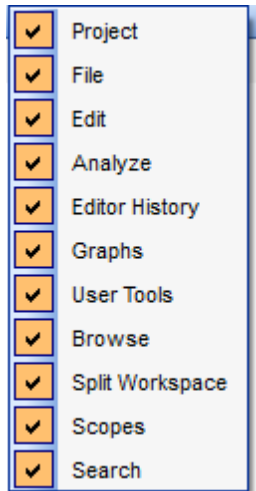 Project
File
Edit
Analyze
Editor History
Graphs
User Tools
Browse
Split Workspace
Scopes
Search